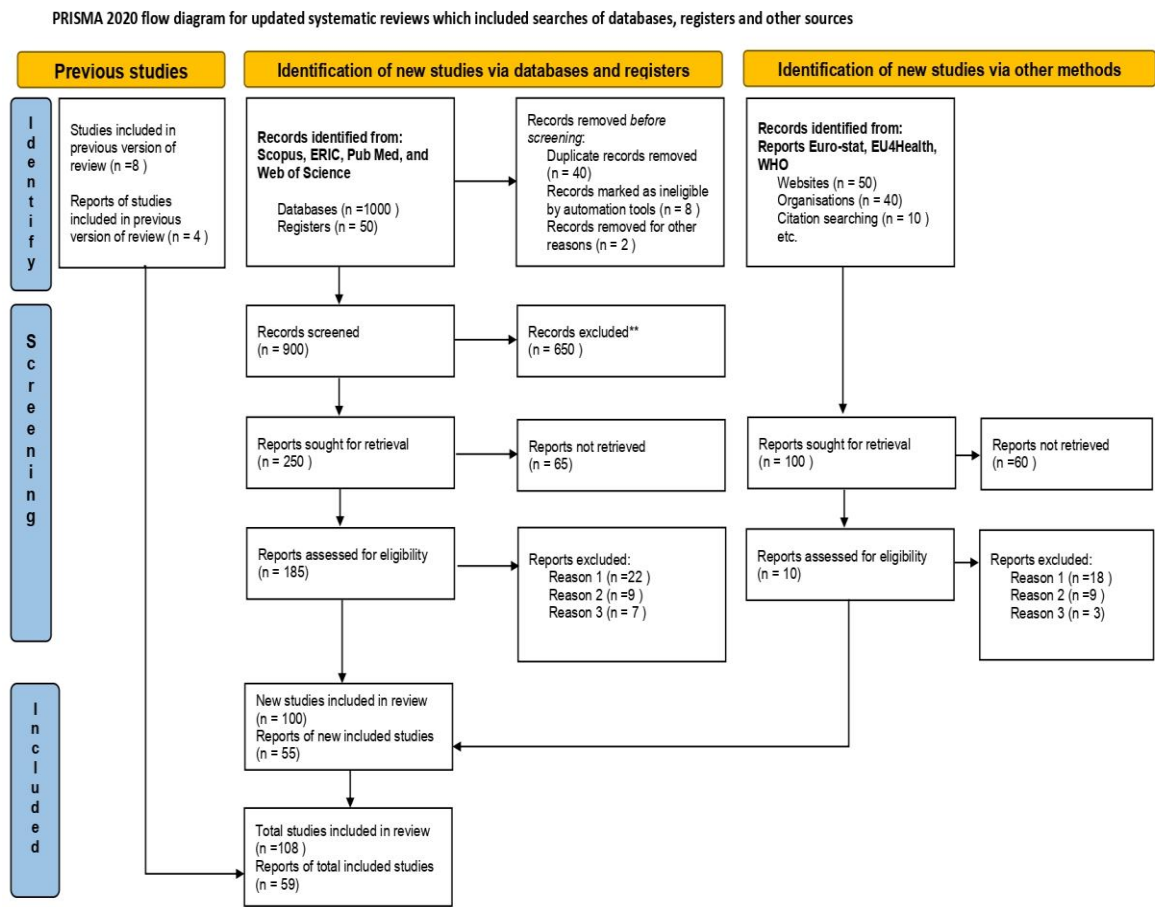 PRISMA 2020 flow diagram for updated systematic reviews which included searches of databases, registers and other sources
Previous studies
Identification of new studies via databases and registers
Identification of new studies via other methods
Identify
Studies included in
previous version of
review (n =8 )
Reports of studies
included in previous
version of review (n = 4 )
Records identified from:
Scopus, ERIC, Pub Med, and
Web of Science
Databases (n =1000 )
Registers (n = 50)
Records removed before
screening:
Duplicate records removed
(n = 40)
Records marked as ineligible
by automation tools (n = 8 )
Records removed for other
reasons (n = 2 )
Records identified from:
Reports Euro-stat, EU4Health,
WHO
Websites (n = 50)
Organisations (n = 40)
Citation searching (n = 10 )
etc.
Screening
Records screened
(n = 900)
Records excluded**
(n = 650 )
Reports sought for retrieval
(n = 250 )
Reports not retrieved
(n = 65)
Reports sought for retrieval
(n = 100 )
Reports not retrieved
(n =60 )
Reports assessed for eligibility
(n = 185)
Reports excluded:
Reason 1 (n =22 )
Reason 2 (n =9 )
Reason 3 (n = 7 )
Reports assessed for eligibility
(n = 10)
Reports excluded:
Reason 1 (n =18 )
Reason 2 (n =9 )
Reason 3 (n = 3)
Included
New studies included in review
(n = 100)
Reports of new included studies
(n = 55)
Total studies included in review
(n =108 )
Reports of total included studies
(n = 59)